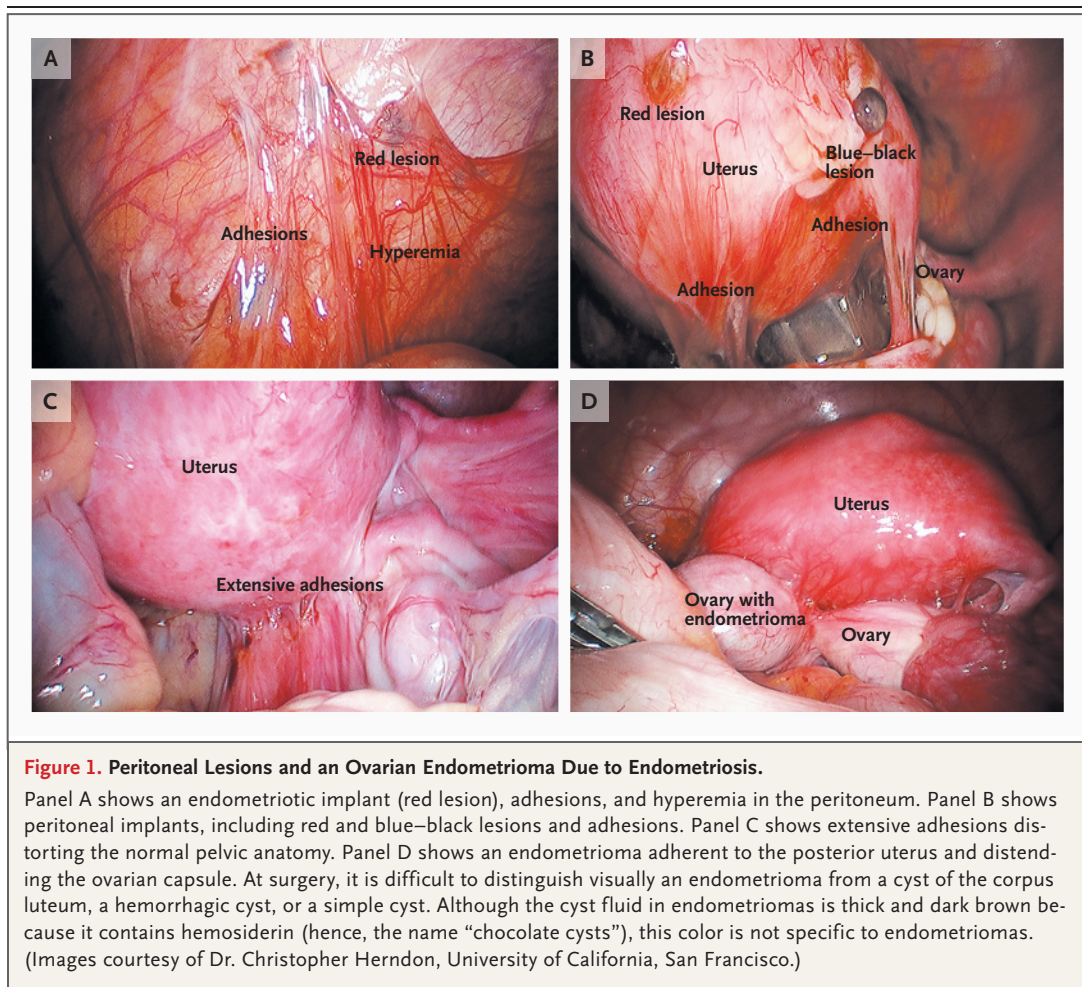 A
Red lesion
Adhesions
Hyperemia
B
Red lesion
Uterus
Blue–black
lesion
Adhesion
Adhesion
Ovary
C
Uterus
Extensive adhesions
D
Uterus
Ovary with
endometrioma
Ovary
Figure 1. Peritoneal Lesions and an Ovarian Endometrioma Due to Endometriosis.
Panel A shows an endometriotic implant (red lesion), adhesions, and hyperemia in the peritoneum. Panel B shows
peritoneal implants, including red and blue–black lesions and adhesions. Panel C shows extensive adhesions dis-
torting the normal pelvic anatomy. Panel D shows an endometrioma adherent to the posterior uterus and distend-
ing the ovarian capsule. At surgery, it is difficult to distinguish visually an endometrioma from a cyst of the corpus
luteum, a hemorrhagic cyst, or a simple cyst. Although the cyst fluid in endometriomas is thick and dark brown be-
cause it contains hemosiderin (hence, the name “chocolate cysts”), this color is not specific to endometriomas.
(Images courtesy of Dr. Christopher Herndon, University of California, San Francisco.)